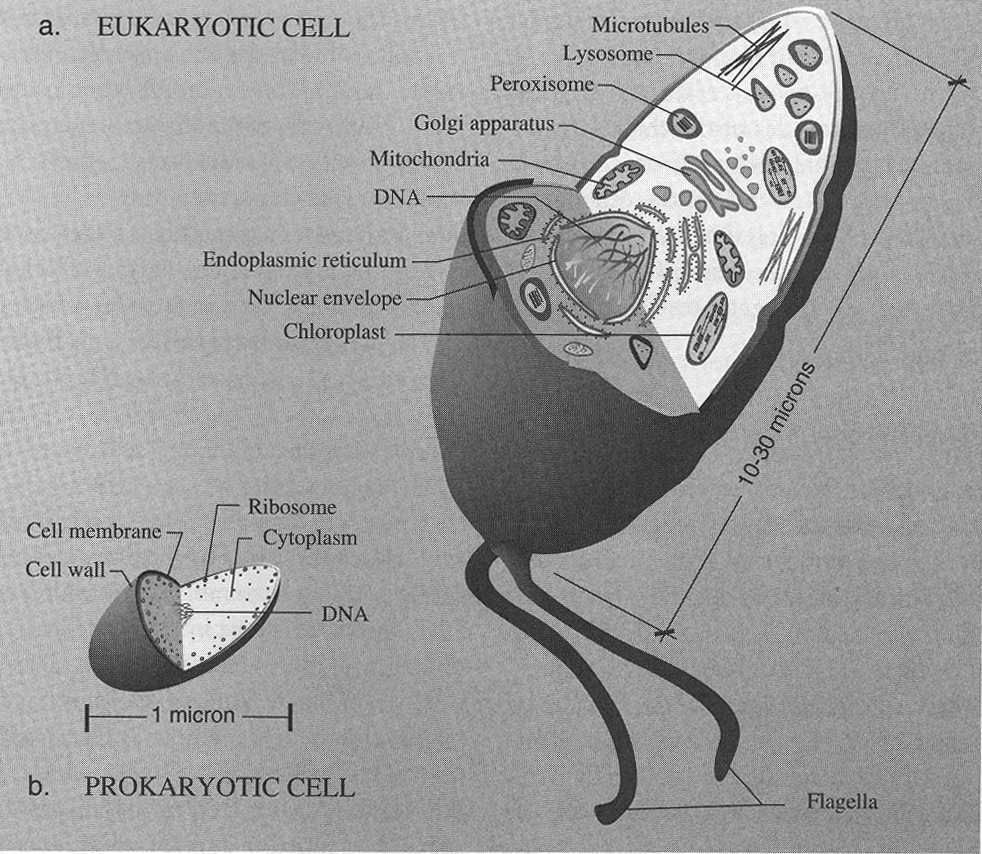 a. EUKARYOTIC CELL
Microtubules
Lysosome
Peroxisome
Golgi apparatus
Mitochondria
DNA
Endoplasmic reticulum
Nuclear envelope
Chloroplast
10-30 microns
Ribosome
Cell membrane
Cytoplasm
Cell wall
DNA
1 micron
b. PROKARYOTIC CELL
Flagella